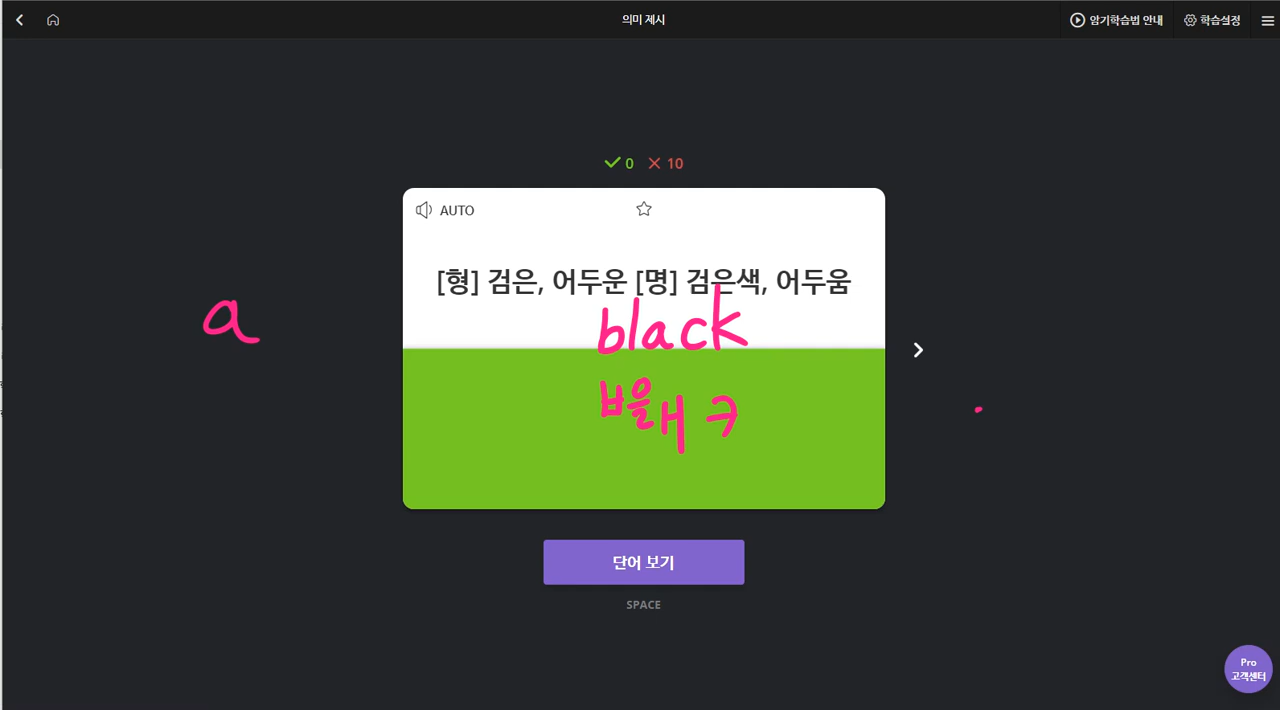 의미 제시
암기학습법 안내
학습설정
0 10
AUTO
[형] 검은, 어두운 [명] 검은색, 어두움
a
black
블래ㅋ
단어 보기
SPACE
Pro
고객센터